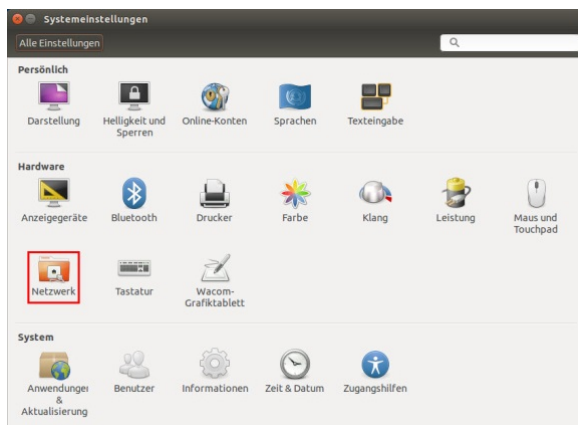 Systemeinstellungen
Alle Einstellungen
Persönlich
Darstellung
Helligkeit und
Sperren
Online-Konten
Sprachen
Texteingabe
Hardware
Anzeigegeräte
Bluetooth
Drucker
Farbe
Klang
Leistung
Maus und
Touchpad
Netzwerk
Tastatur
Wacom-
Grafiktablett
System
Anwendungen
&
Aktualisierung
Benutzer
Informationen
Zeit & Datum
Zugangshilfen